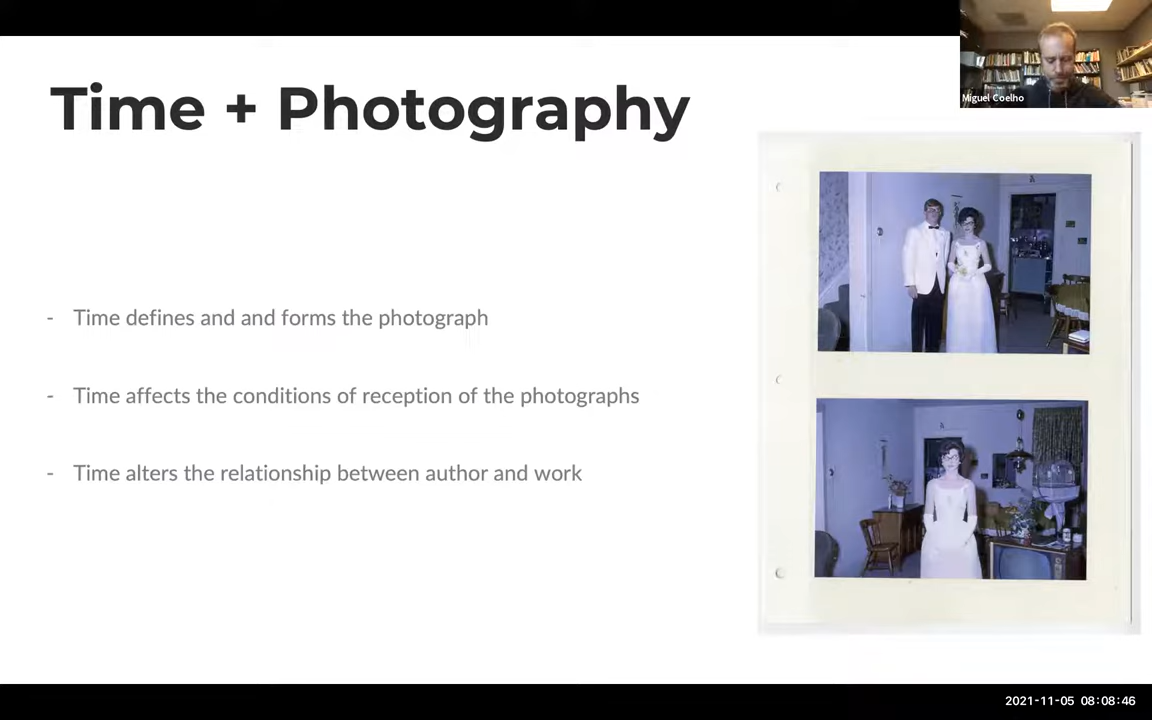 Time + Photography
Miguel Coelho
- Time defines and and forms the photograph
- Time affects the conditions of reception of the photographs
- Time alters the relationship between author and work
2021-11-05 08:08:46